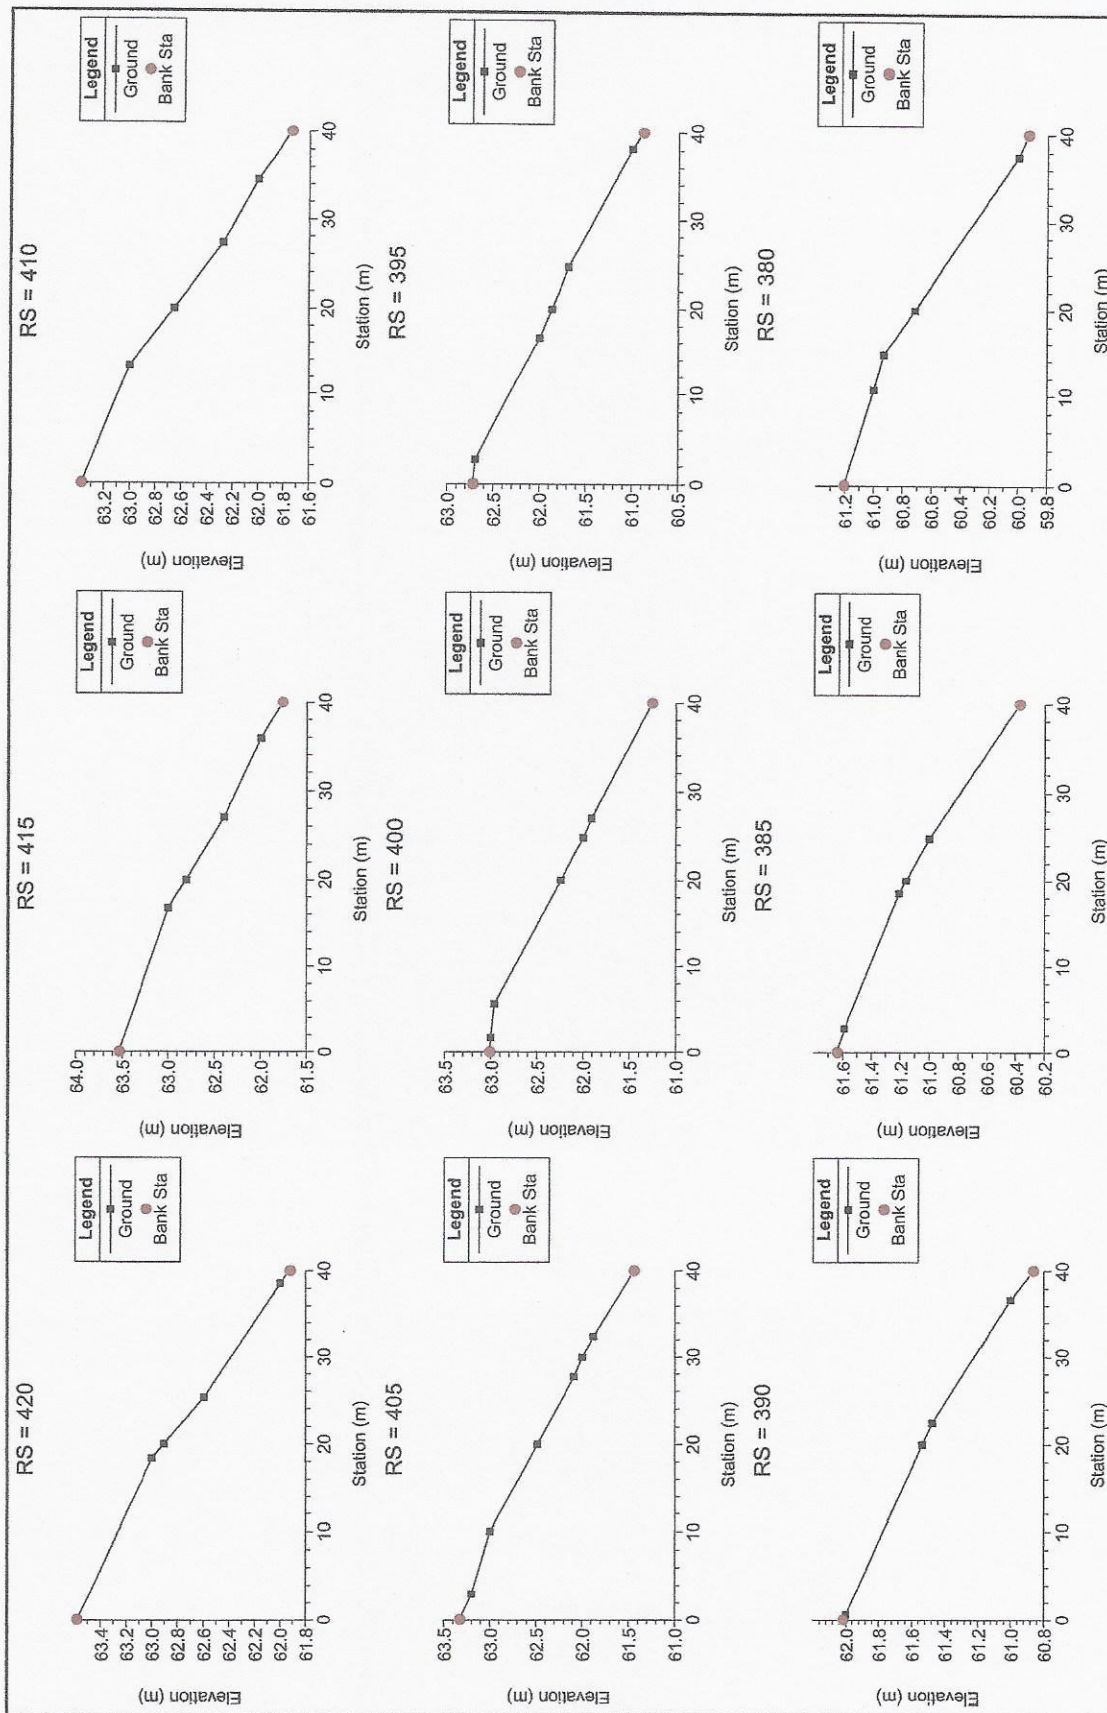 RS = 420
Elevation (m)
63.4
63.2
63.0
62.8
62.6
62.4
62.2
62.0
61.8
0
10
20
30
40
Station (m)
Legend
Ground
Bank Sta
RS = 415
Elevation (m)
64.0
63.5
63.0
62.5
62.0
61.5
0
10
20
30
40
Station (m)
Legend
Ground
Bank Sta
RS = 410
Elevation (m)
63.2
63.0
62.8
62.6
62.4
62.2
62.0
61.8
61.6
0
10
20
30
40
Station (m)
Legend
Ground
Bank Sta
RS = 405
Elevation (m)
63.5
63.0
62.5
62.0
61.5
61.0
0
10
20
30
40
Station (m)
Legend
Ground
Bank Sta
RS = 400
Elevation (m)
63.5
63.0
62.5
62.0
61.5
61.0
0
10
20
30
40
Station (m)
Legend
Ground
Bank Sta
RS = 395
Elevation (m)
63.0
62.5
62.0
61.5
61.0
60.5
0
10
20
30
40
Station (m)
Legend
Ground
Bank Sta
RS = 390
Elevation (m)
62.0
61.8
61.6
61.4
61.2
61.0
60.8
0
10
20
30
40
Station (m)
Legend
Ground
Bank Sta
RS = 385
Elevation (m)
61.6
61.4
61.2
61.0
60.8
60.6
60.4
60.2
0
10
20
30
40
Station (m)
Legend
Ground
Bank Sta
RS = 380
Elevation (m)
61.2
61.0
60.8
60.6
60.4
60.2
60.0
59.8
0
10
20
30
40
Station (m)
Legend
Ground
Bank Sta